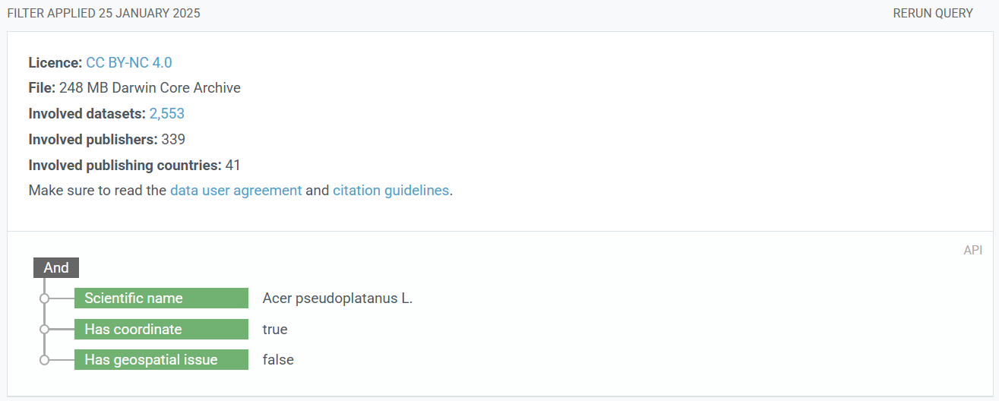 FILTER APPLIED 25 JANUARY 2025 RERUN QUERY
Licence: CC BY-NC 4.0
File: 248 MB Darwin Core Archive
Involved datasets: 2,553
Involved publishers: 339
Involved publishing countries: 41
Make sure to read the data user agreement and citation guidelines.
API
And
Scientific name Acer pseudoplatanus L.
Has coordinate true
Has geospatial issue false